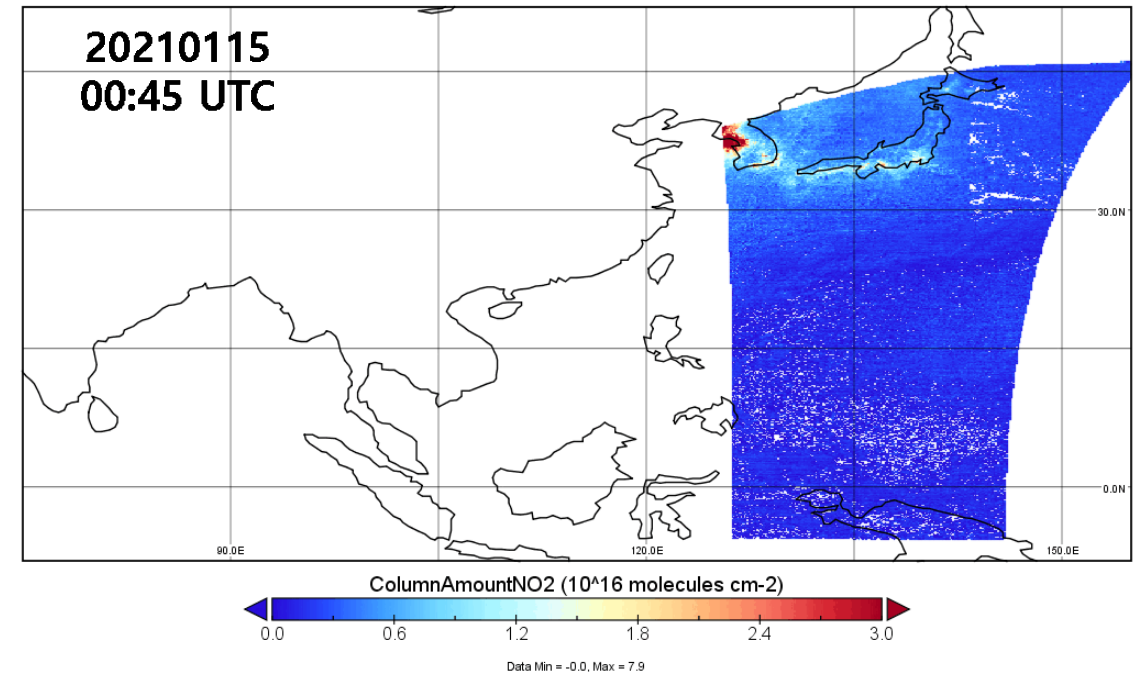 20210115
00:45 UTC
30.0N
0.0N
90.0E
120.0E
150.0E
ColumnAmountNO2 (10^16 molecules cm-2)
0.0 0.6 1.2 1.8 2.4 3.0
Data Min = -0.0, Max = 7.9